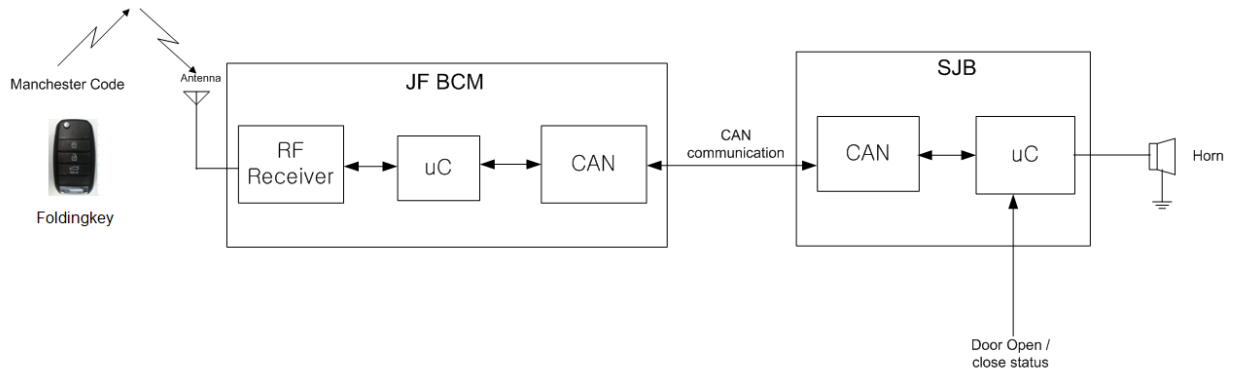 Manchester Code
Foldingkey
Antenna
JF BCM
RF
Receiver
uC
CAN
CAN
communication
SJB
CAN
uC
Horn
Door Open /
close status